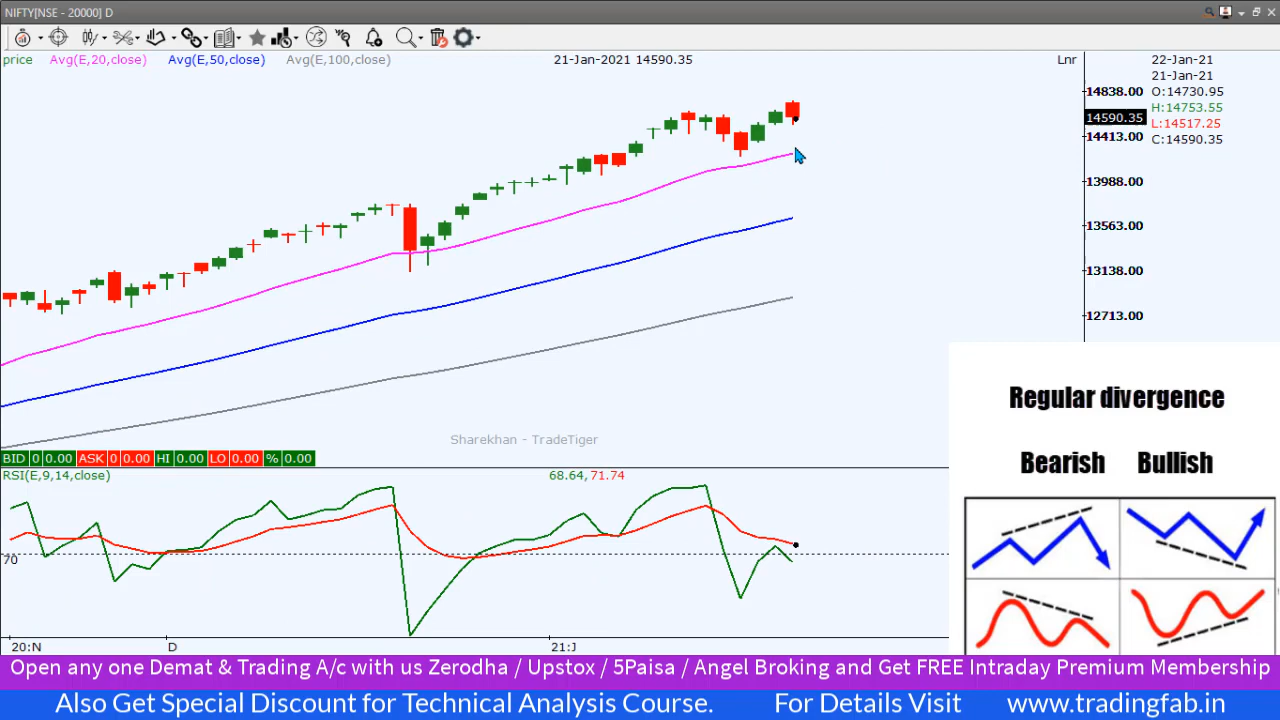 NIFTY[NSE - 20000] D
price Avg(E,20,close) Avg(E,50,close) Avg(E,100,close) 21-Jan-2021 14590.35 Lnr
22-Jan-21
21-Jan-21
O:14730.95
H:14753.55
L:14517.25
C:14590.35
14838.00
14590.35
14413.00
13988.00
13563.00
13138.00
12713.00
Sharekhan - TradeTiger
BID 0 0.00 ASK 0 0.00 HI 0.00 LO 0.00 % 0.00
RSI(E,9,14,close) 68.64, 71.74
70
20:N D 21:J
Regular divergence
Bearish Bullish
Open any one Demat & Trading A/c with us Zerodha / Upstox / 5Paisa / Angel Broking and Get FREE Intraday Premium Membership
Also Get Special Discount for Technical Analysis Course. For Details Visit www.tradingfab.in